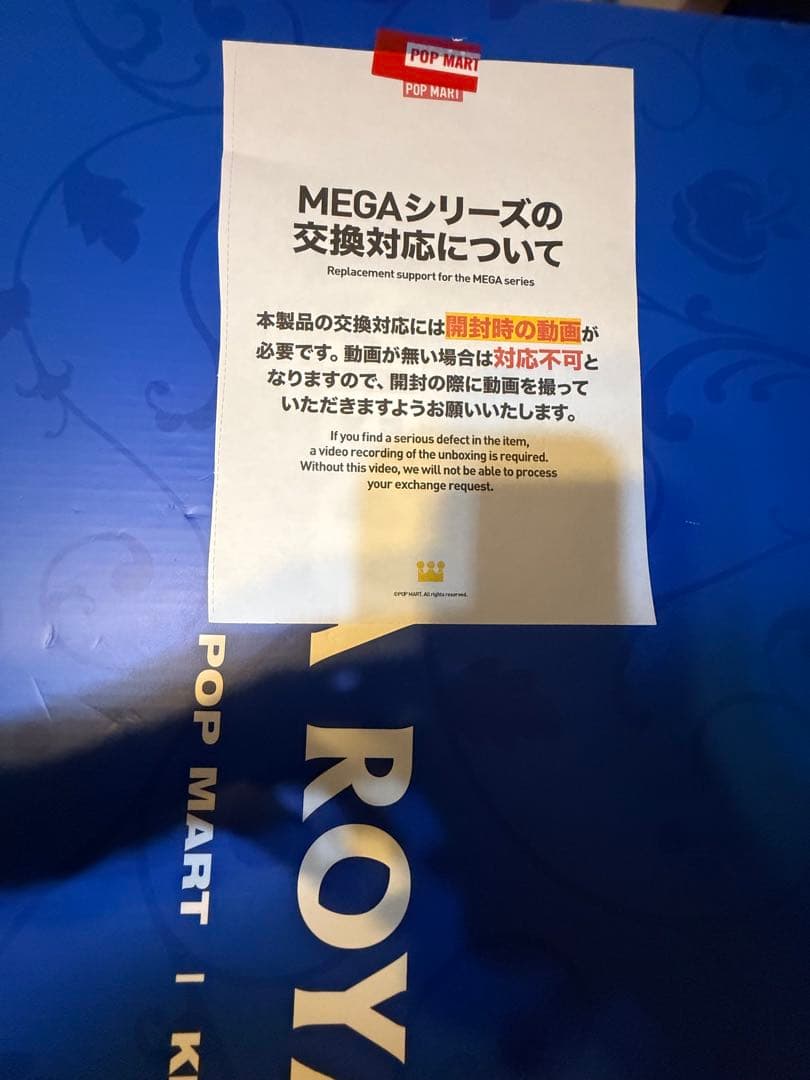 POP MART
POP MART
MEGAシリーズの
交換対応について
Replacement support for the MEGA series
本製品の交換対応には開封時の動画が
必要です。動画が無い場合は対応不可と
なりますので、開封の際に動画を撮って
いただきますようお願いいたします。
If you find a serious defect in the item,
a video recording of the unboxing is required.
Without this video, we will not be able to process
your exchange request.
©POP MART. All rights reserved.
A ROYA
POP MART | K